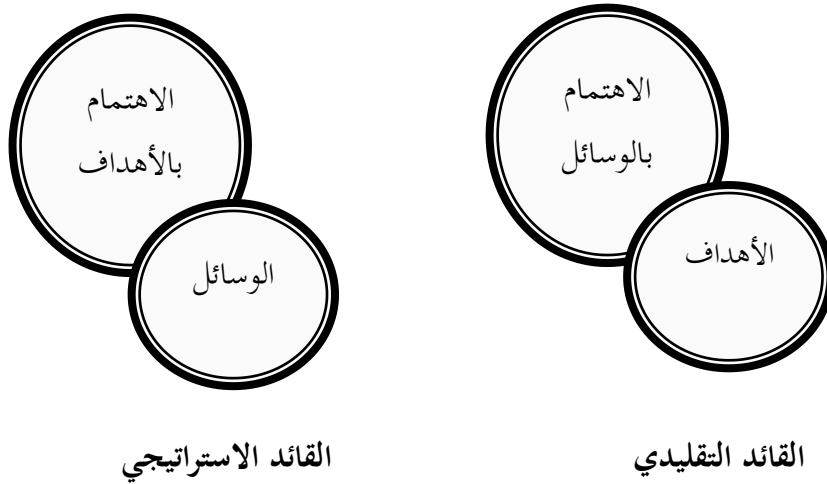 الاهتمام
بالوسائل
الأهداف
القائد التقليدي
الاهتمام
بالأهداف
الوسائل
القائد الاستراتيجي